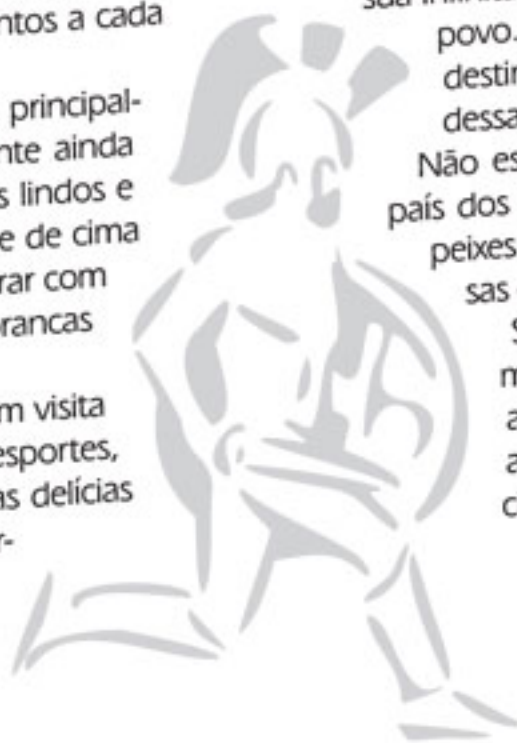 ntos a cada
principal-
nte ainda
s lindos e
e de cima
rar com
brancas
m visita
esportes,
as delícias
r-
povo.
destin
dessa
Não es
país dos
peixes
sas
s
m
a
a
c